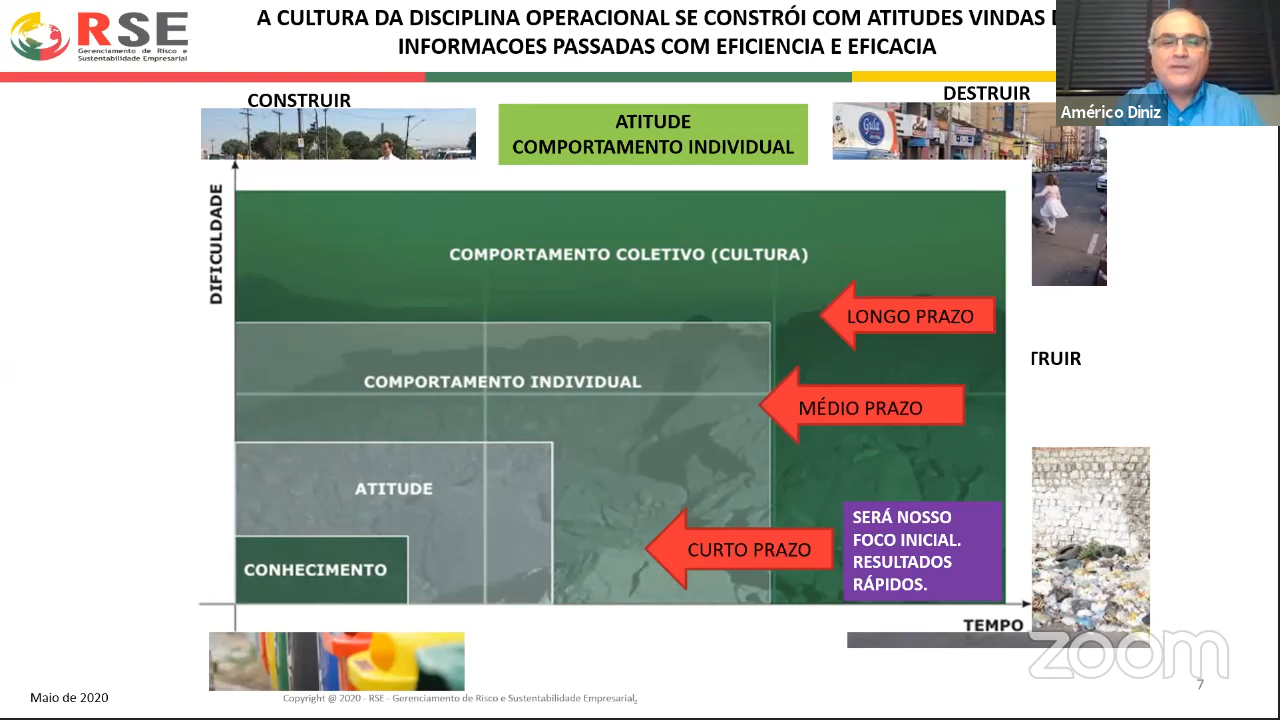 RSE
Gerenciamento de Risco e
Sustentabilidade Empresarial
A CULTURA DA DISCIPLINA OPERACIONAL SE CONSTRÓI COM ATITUDES VINDAS
INFORMACOES PASSADAS COM EFICIENCIA E EFICACIA
Américo Diniz
CONSTRUIR
DESTRUIR
ATITUDE
COMPORTAMENTO INDIVIDUAL
Gula
DIFICULDADE
COMPORTAMENTO COLETIVO (CULTURA)
LONGO PRAZO
TRUIR
COMPORTAMENTO INDIVIDUAL
MÉDIO PRAZO
ATITUDE
SERÁ NOSSO
FOCO INICIAL.
RESULTADOS
RÁPIDOS.
CURTO PRAZO
CONHECIMENTO
TEMPO
zoom
7
Maio de 2020
Copyright @ 2020 - RSE - Gerenciamento de Risco e Sustentabilidade Empresarial.